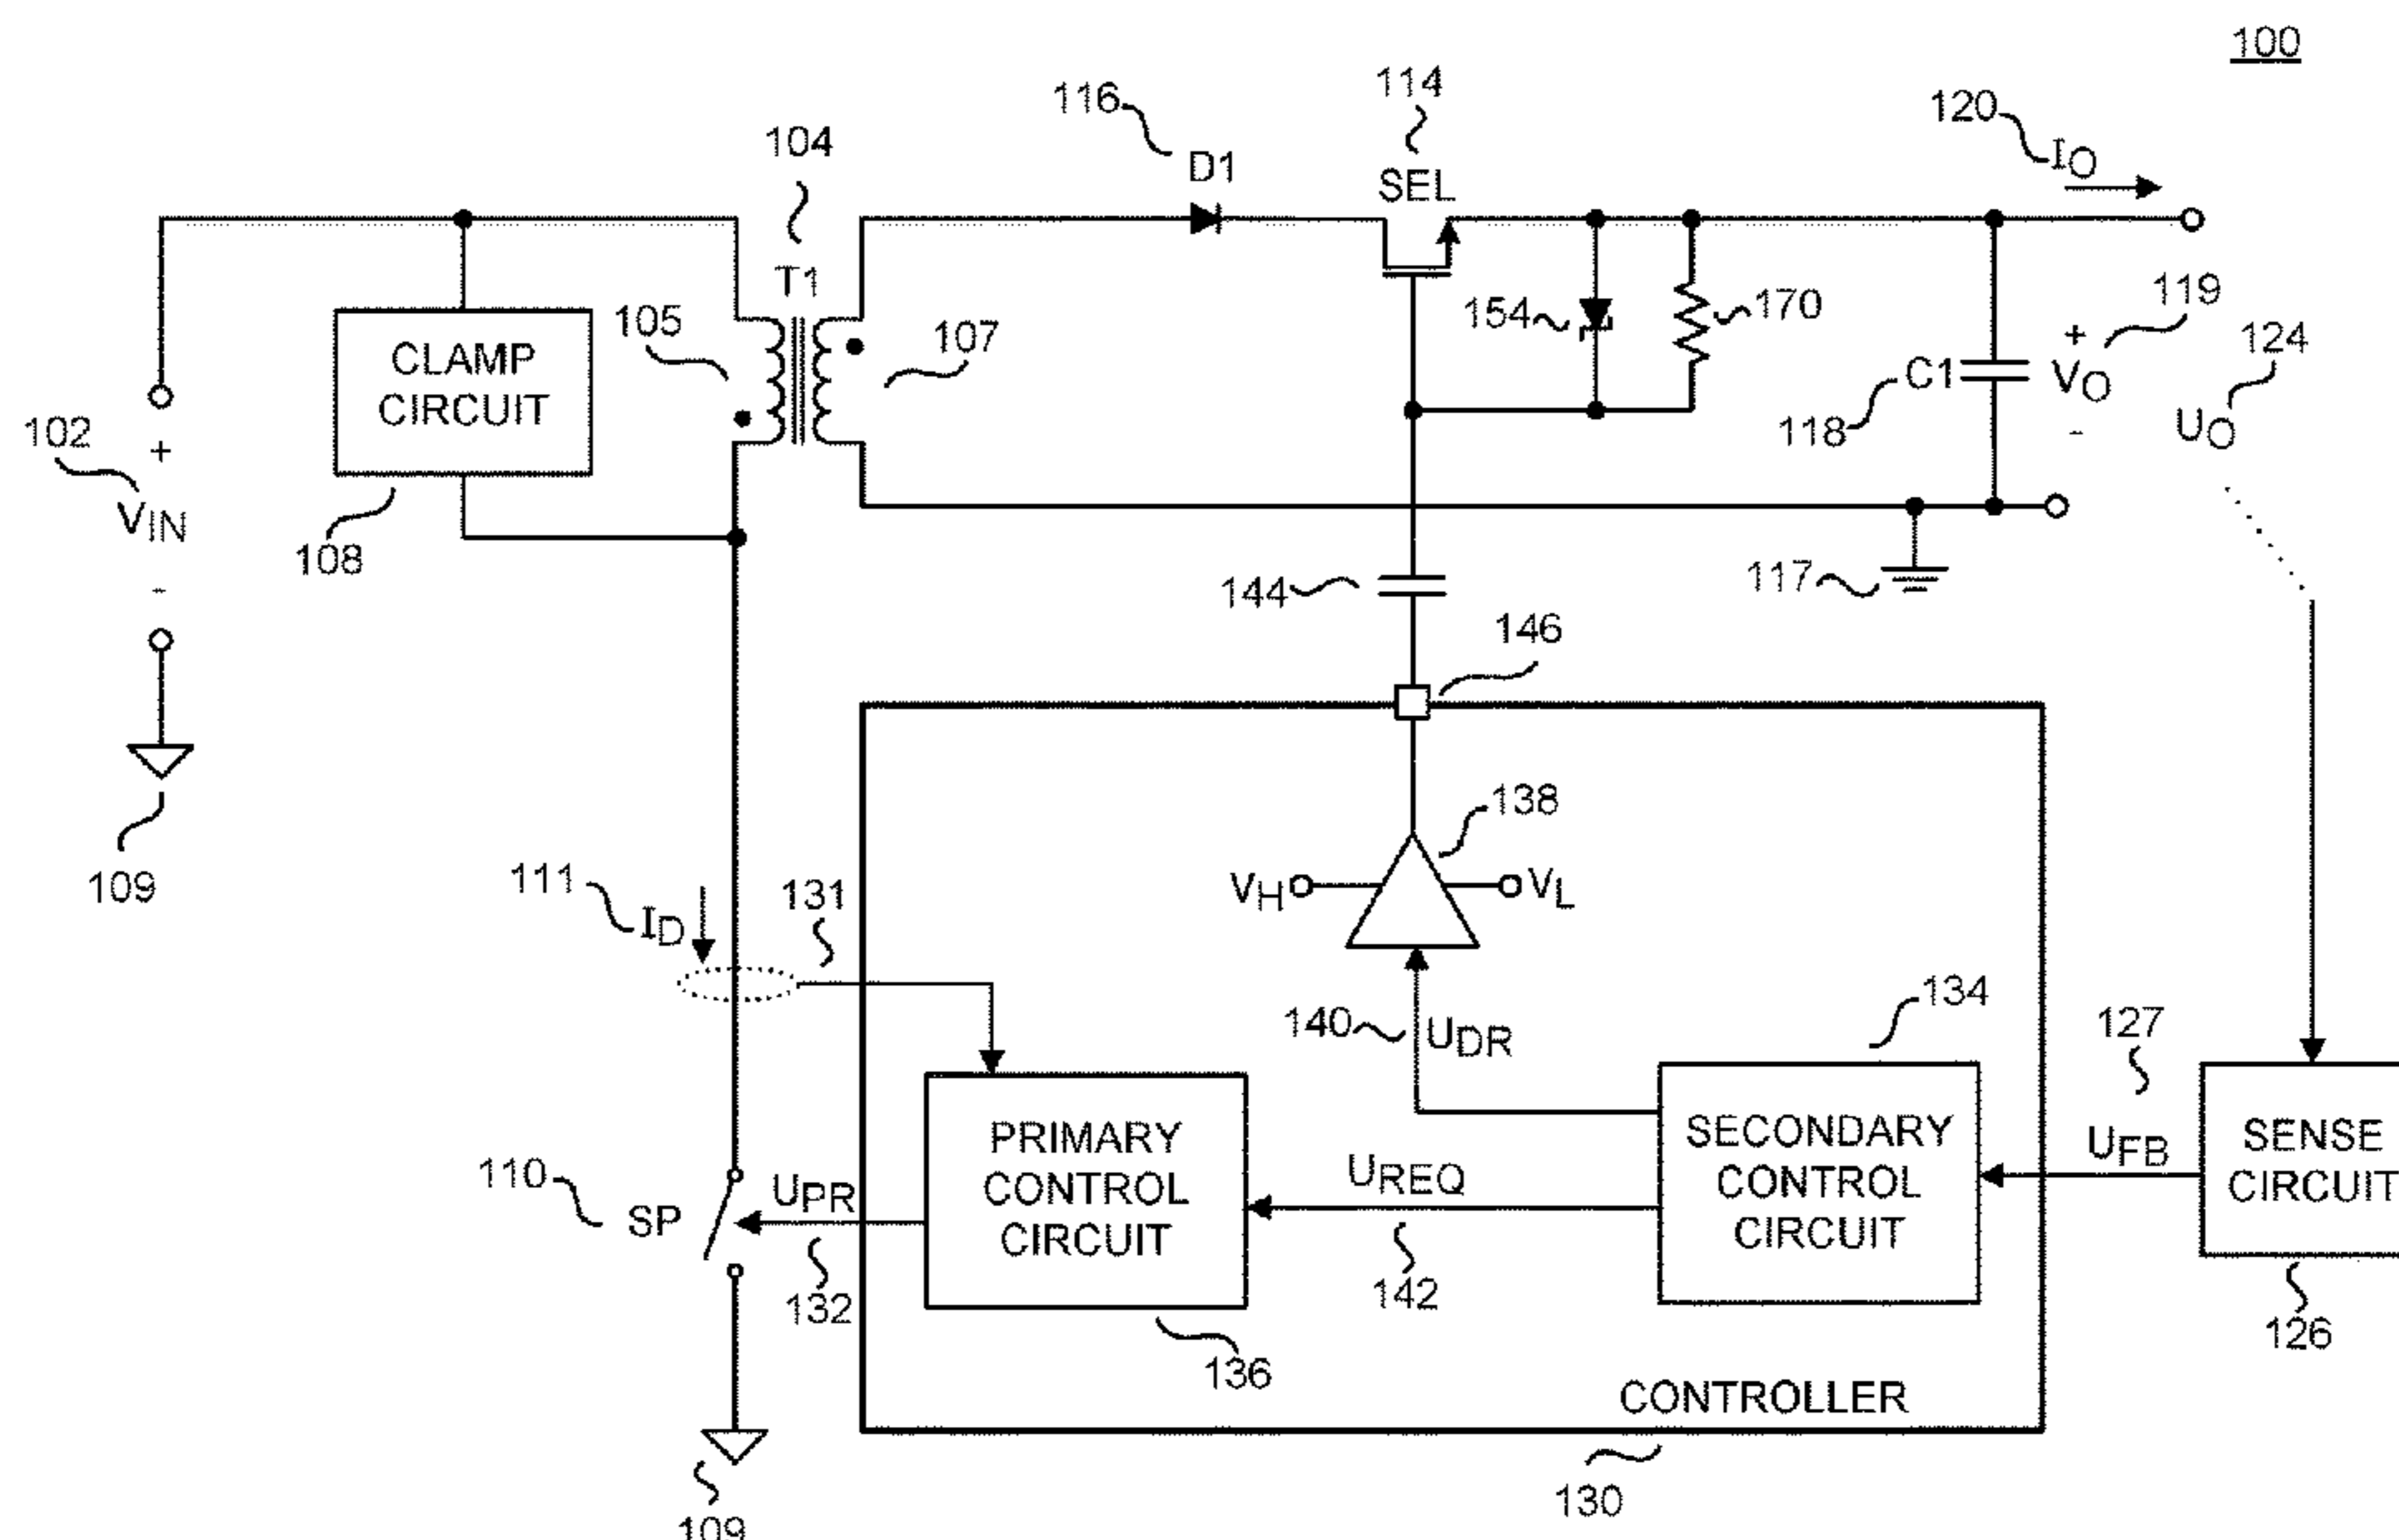 100
114
116
120
104
D1
IO
SEL
T1
105
107
154
170
119
+
124
CLAMP
CIRCUIT
C1
VO
118
-
UO
102
+
VIN
-
108
144
117
146
109
138
VH
VL
111
ID
131
134
127
140
UDR
PRIMARY
CONTROL
CIRCUIT
SECONDARY
CONTROL
CIRCUIT
UFB
SENSE
CIRCUIT
110
SP
UPR
UREQ
132
142
126
136
CONTROLLER
130
109